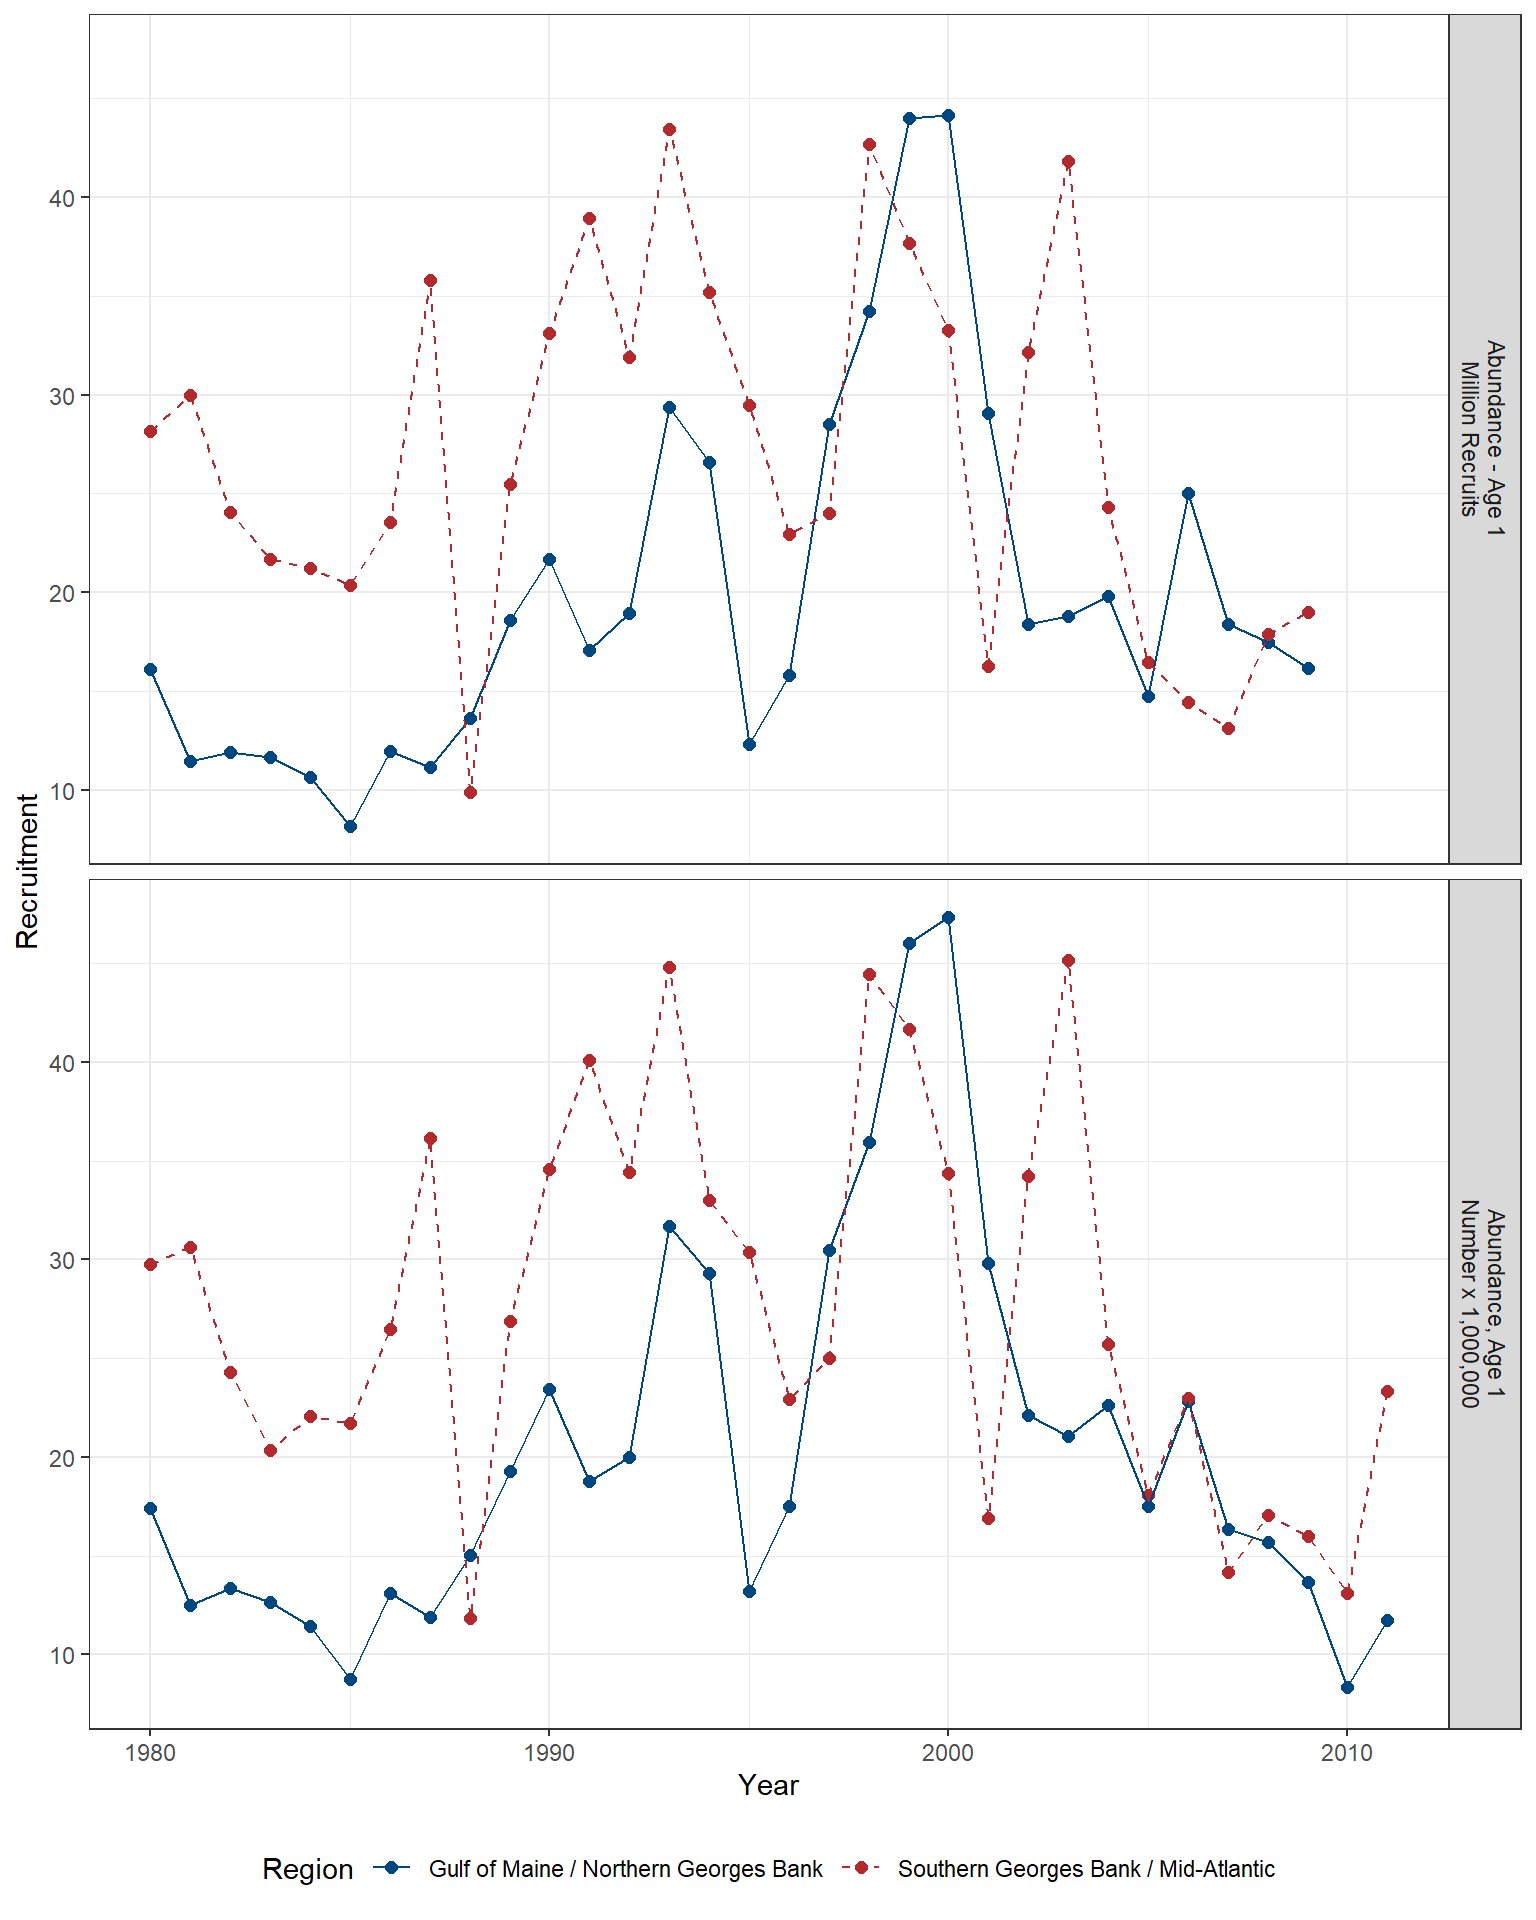 Recruitment
40
30
20
10
Abundance - Age 1
Million Recruits
40
30
20
10
Abundance, Age 1
Number x 1,000,000
1980 1990 2000 2010
Year
Region Gulf of Maine / Northern Georges Bank Southern Georges Bank / Mid-Atlantic